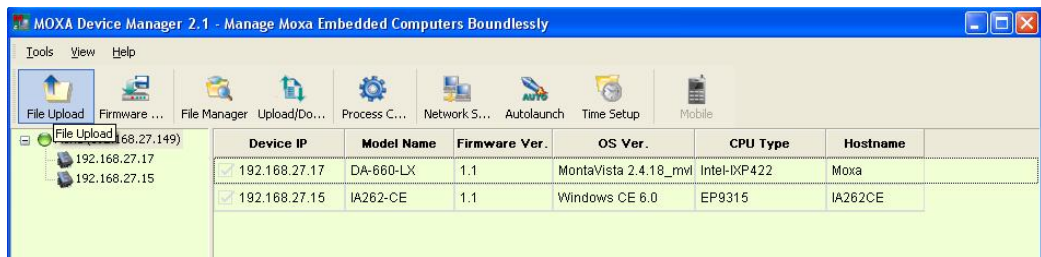 MOXA Device Manager 2.1 - Manage Moxa Embedded Computers Boundlessly
Tools View Help
File Upload Firmware ... File Manager Upload/Do... Process C... Network S... Autolaunch Time Setup Mobile
AUTO
File Upload 68.27.149)
192.168.27.17
192.168.27.15
Device IP Model Name Firmware Ver. OS Ver. CPU Type Hostname
192.168.27.17 DA-660-LX 1.1 MontaVista 2.4.18_mvl Intel-IXP422 Moxa
192.168.27.15 IA262-CE 1.1 Windows CE 6.0 EP9315 IA262CE